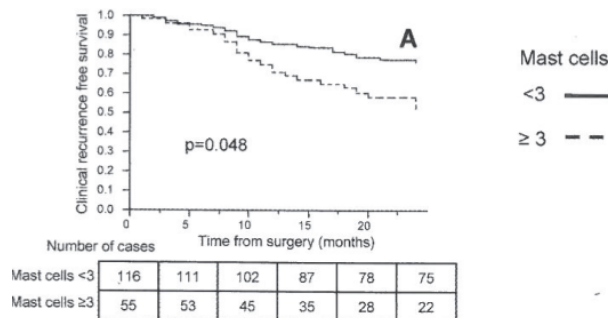 A
Clinical recurrence free survival
1.0
0.9
0.8
0.7
0.6
0.5
0.4
0.3
0.2
0.1
0.0
p=0.048
0 5 10 15 20
Time from surgery (months)
Mast cells
<3
≥ 3
Number of cases
Mast cells <3 116 111 102 87 78 75
Mast cells ≥3 55 53 45 35 28 22